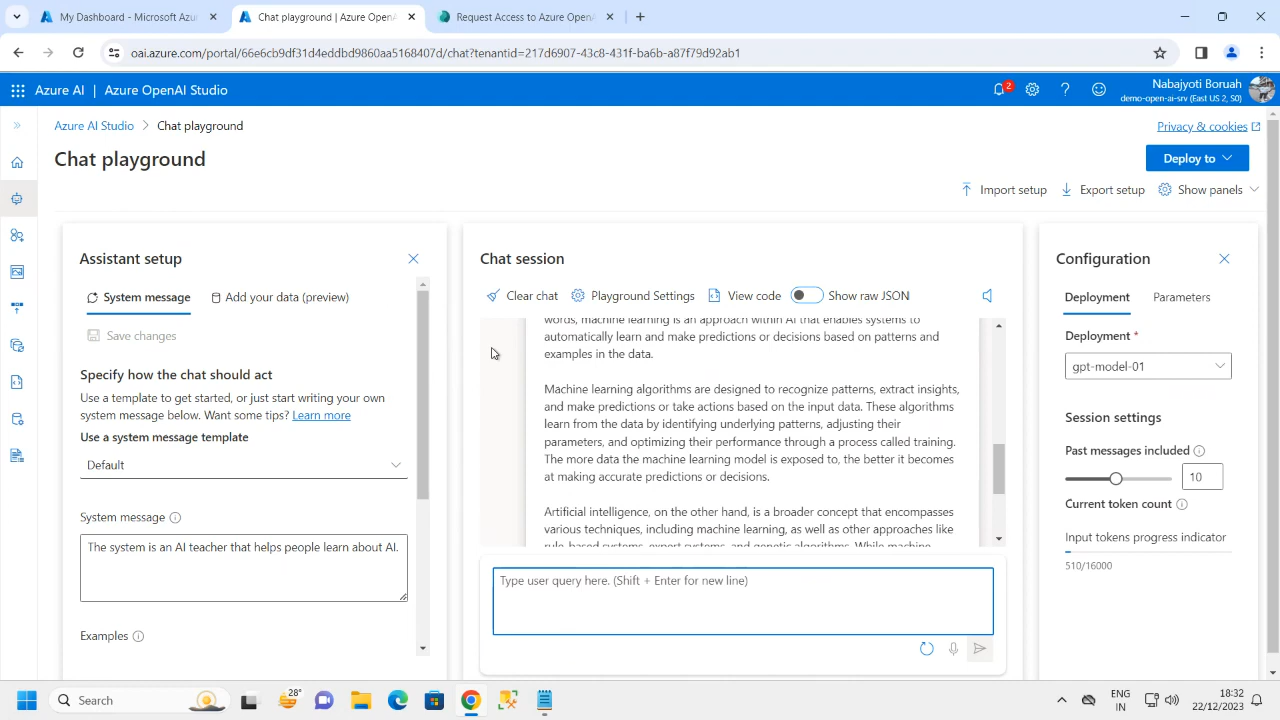 My Dashboard - Microsoft Azure
Chat playground | Azure OpenA
Request Access to Azure OpenA
oai.azure.com/portal/66e6cb9df31d4eddbd9860aa5168407d/chat?tenantid=217d6907-43c8-431f-ba6b-a87f79d92ab1
Azure AI | Azure OpenAI Studio
2
Nabajyoti Boruah
demo-open-ai-srv (East US 2, S0)
Azure AI Studio > Chat playground
Privacy & cookies
Chat playground
Deploy to
Import setup
Export setup
Show panels
Assistant setup
System message
Add your data (preview)
Save changes
Specify how the chat should act
Use a template to get started, or just start writing your own
system message below. Want some tips? Learn more
Use a system message template
Default
System message
The system is an AI teacher that helps people learn about AI.
Examples
Chat session
Clear chat
Playground Settings
View code
Show raw JSON
words, machine learning is an approach within AI that enables systems to
automatically learn and make predictions or decisions based on patterns and
examples in the data.
Machine learning algorithms are designed to recognize patterns, extract insights,
and make predictions or take actions based on the input data. These algorithms
learn from the data by identifying underlying patterns, adjusting their
parameters, and optimizing their performance through a process called training.
The more data the machine learning model is exposed to, the better it becomes
at making accurate predictions or decisions.
Artificial intelligence, on the other hand, is a broader concept that encompasses
various techniques, including machine learning, as well as other approaches like
rule-based systems, expert systems, and genetic algorithms. While machine
Type user query here. (Shift + Enter for new line)
Configuration
Deployment
Parameters
Deployment *
gpt-model-01
Session settings
Past messages included
10
Current token count
Input tokens progress indicator
510/16000
Search
28°
ENG
IN
18:32
22/12/2023